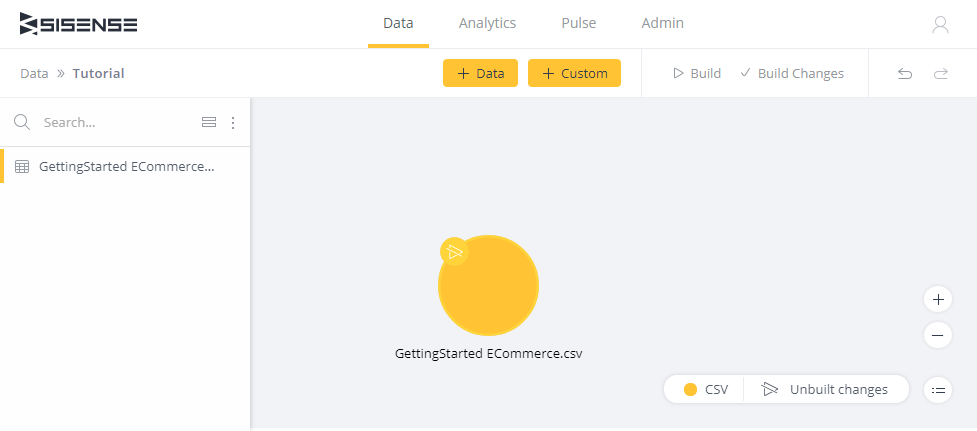 SISENSE Data Analytics Pulse Admin
Data » Tutorial + Data + Custom Build Build Changes
Search...
GettingStarted ECommerce...
GettingStarted ECommerce.csv
CSV Unbuilt changes